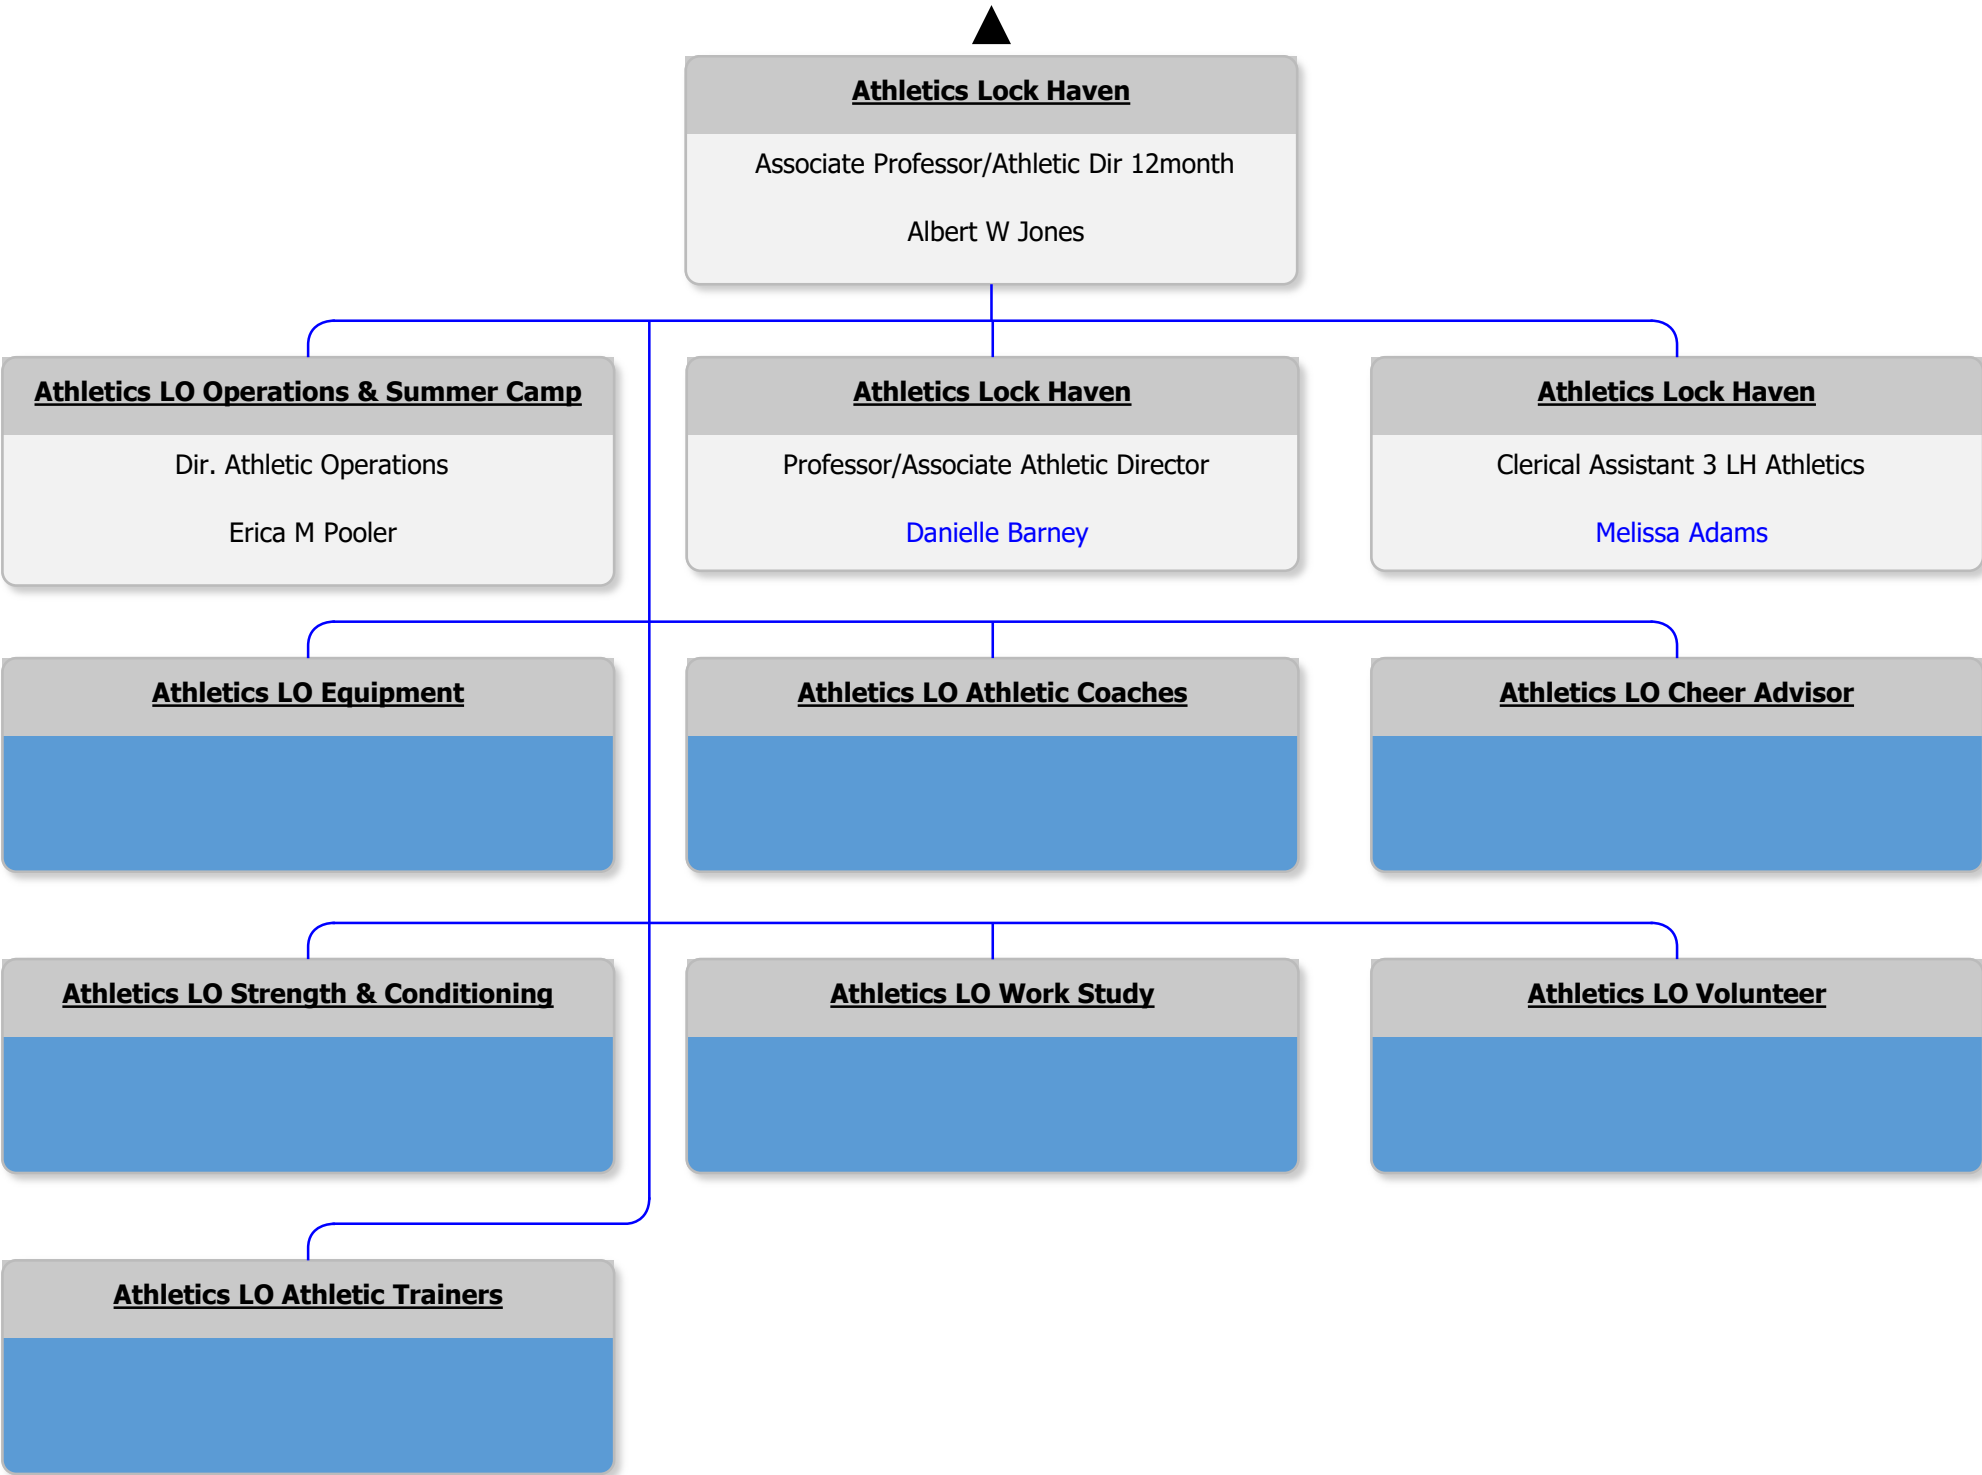 Athletics Lock Haven
Associate Professor/Athletic Dir 12month
Albert W Jones
Athletics LO Operations & Summer Camp
Dir. Athletic Operations
Erica M Pooler
Athletics Lock Haven
Professor/Associate Athletic Director
Danielle Barney
Athletics Lock Haven
Clerical Assistant 3 LH Athletics
Melissa Adams
Athletics LO Equipment
Athletics LO Athletic Coaches
Athletics LO Cheer Advisor
Athletics LO Strength & Conditioning
Athletics LO Work Study
Athletics LO Volunteer
Athletics LO Athletic Trainers